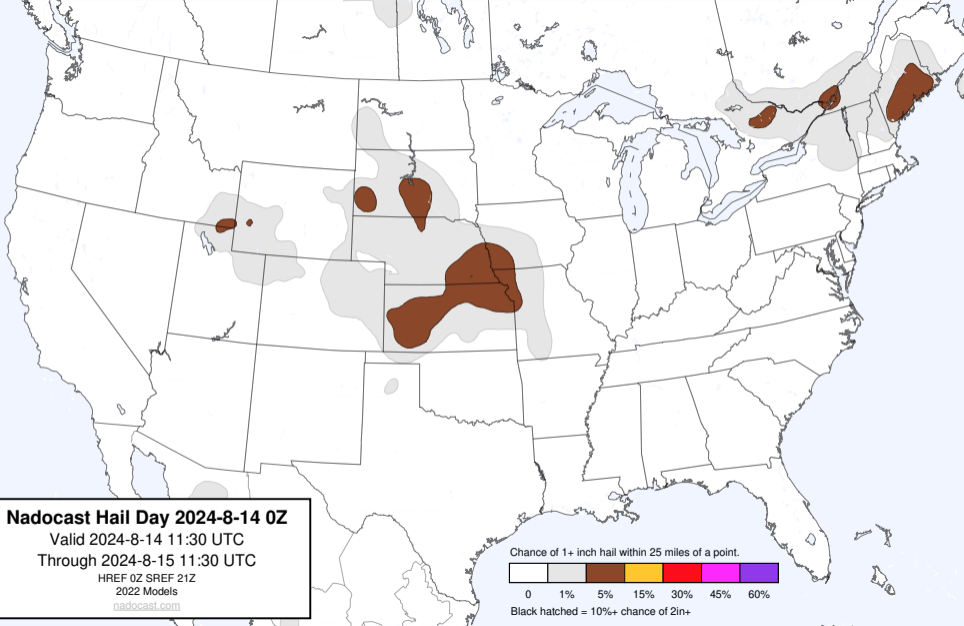 Nadocast Hail Day 2024-8-14 0Z
Valid 2024-8-14 11:30 UTC
Through 2024-8-15 11:30 UTC
HREF 0Z SREF 21Z
2022 Models
nadocast.com
Chance of 1+ inch hail within 25 miles of a point.
0 1% 5% 15% 30% 45% 60%
Black hatched = 10%+ chance of 2in+